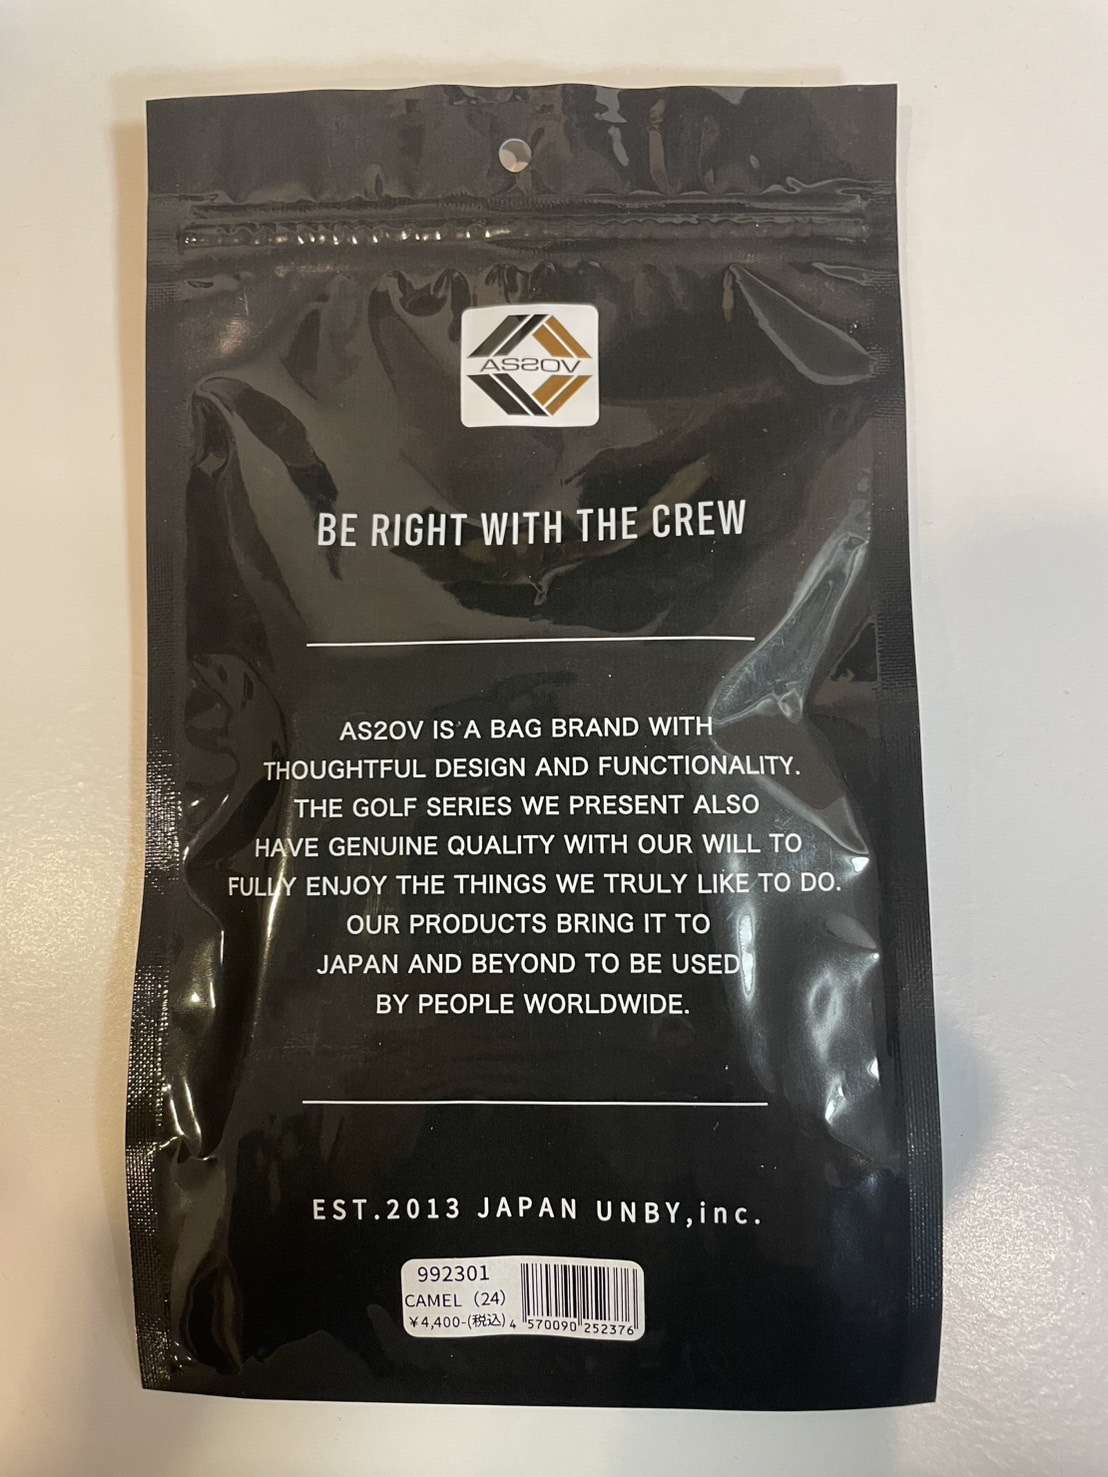 AS2OV
BE RIGHT WITH THE CREW
AS2OV IS A BAG BRAND WITH
THOUGHTFUL DESIGN AND FUNCTIONALITY.
THE GOLF SERIES WE PRESENT ALSO
HAVE GENUINE QUALITY WITH OUR WILL TO
FULLY ENJOY THE THINGS WE TRULY LIKE TO DO.
OUR PRODUCTS BRING IT TO
JAPAN AND BEYOND TO BE USED
BY PEOPLE WORLDWIDE.
EST.2013 JAPAN UNBY,inc.
992301
CAMEL (24)
¥4,400-(税込)
4 570090 252376